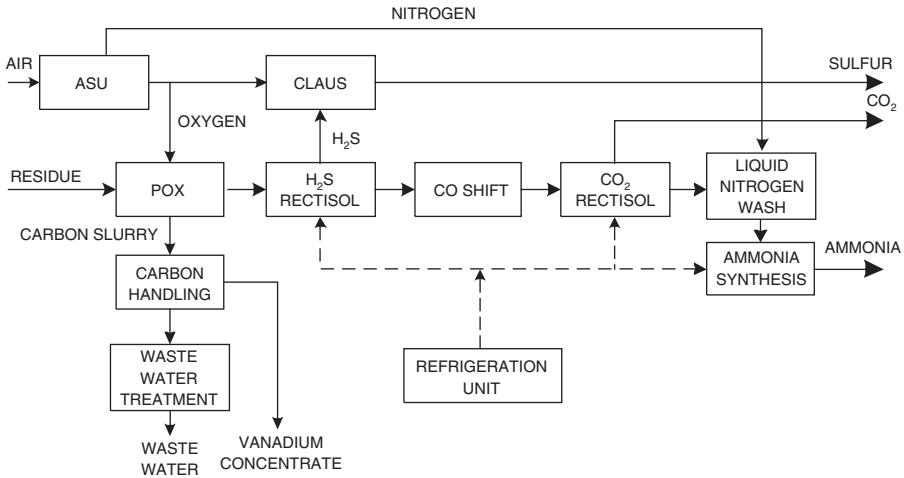 NITROGEN
AIR
ASU
CLAUS
SULFUR
CO₂
OXYGEN
H₂S
RESIDUE
POX
H₂S
RECTISOL
CO SHIFT
CO₂
RECTISOL
LIQUID
NITROGEN
WASH
CARBON SLURRY
CARBON
HANDLING
AMMONIA
SYNTHESIS
AMMONIA
WASTE
WATER
TREATMENT
REFRIGERATION
UNIT
WASTE
WATER
VANADIUM
CONCENTRATE